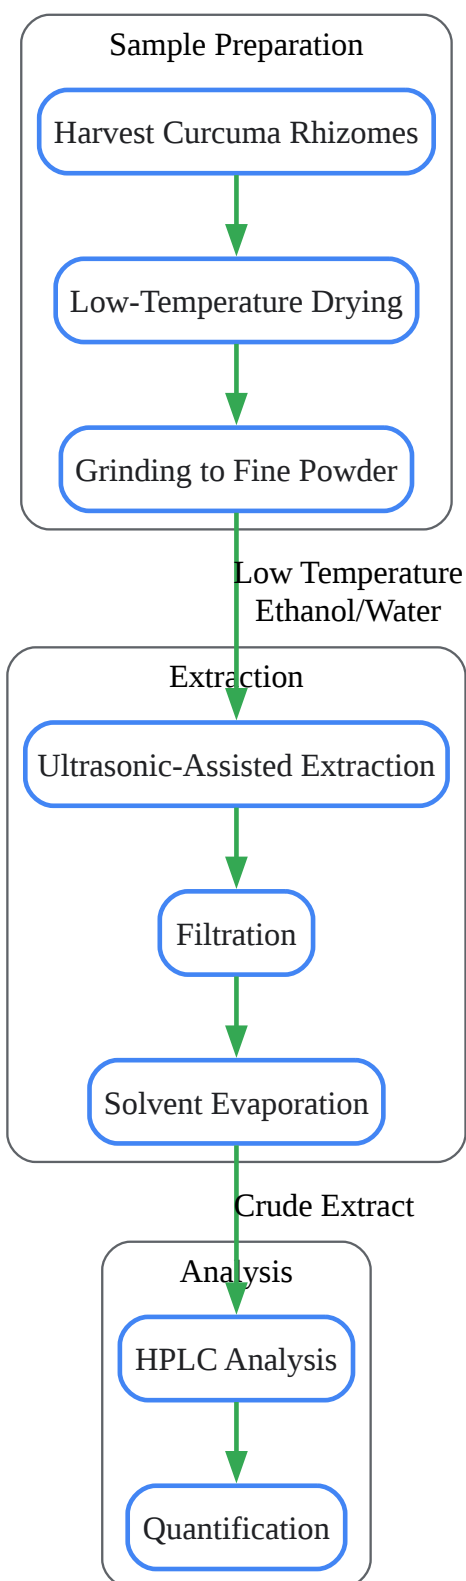 Sample Preparation
Harvest Curcuma Rhizomes
Low-Temperature Drying
Grinding to Fine Powder
Low Temperature
Ethanol/Water
Extraction
Ultrasonic-Assisted Extraction
Filtration
Solvent Evaporation
Crude Extract
Analysis
HPLC Analysis
Quantification